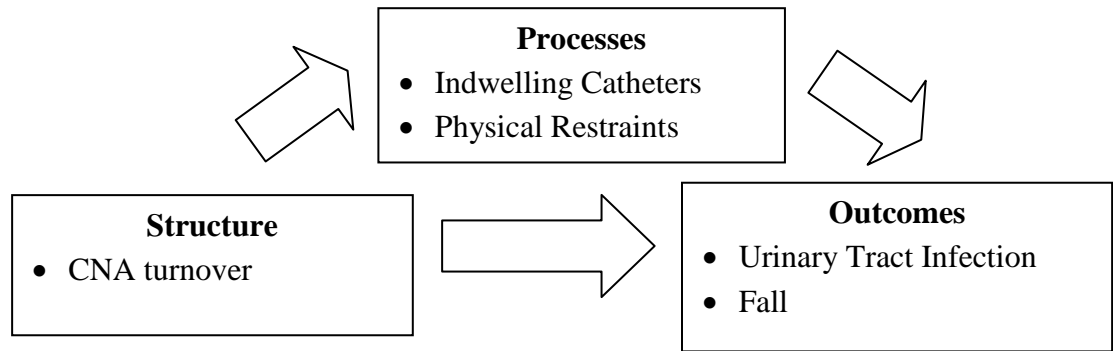 Processes
• Indwelling Catheters
• Physical Restraints
Structure
• CNA turnover
Outcomes
• Urinary Tract Infection
• Fall